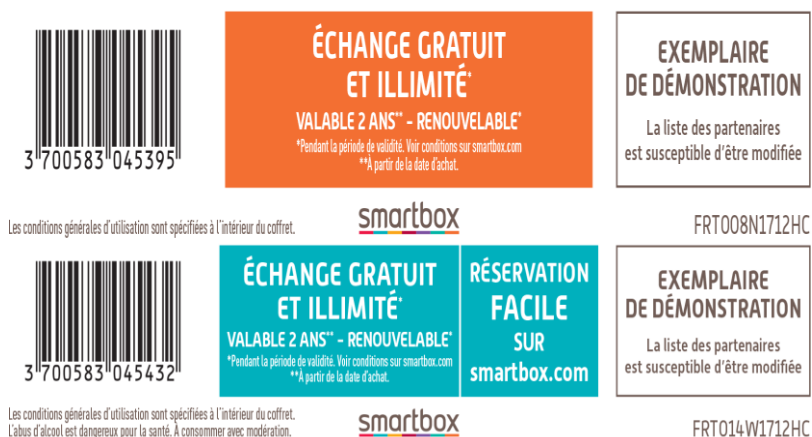 ÉCHANGE GRATUIT
ET ILLIMITÉ*
VALABLE 2 ANS** - RENOUVELABLE*
*Pendant la période de validité. Voir conditions sur smartbox.com
**À partir de la date d'achat.
EXEMPLAIRE
DE DÉMONSTRATION
La liste des partenaires
est susceptible d'être modifiée
3 700583 045395
Les conditions générales d'utilisation sont spécifiées à l'intérieur du coffret.
smartbox
FRT008N1712HC
ÉCHANGE GRATUIT
ET ILLIMITÉ*
VALABLE 2 ANS** - RENOUVELABLE*
*Pendant la période de validité. Voir conditions sur smartbox.com
**À partir de la date d'achat.
RÉSERVATION
FACILE
SUR
smartbox.com
EXEMPLAIRE
DE DÉMONSTRATION
La liste des partenaires
est susceptible d'être modifiée
3 700583 045432
Les conditions générales d'utilisation sont spécifiées à l'intérieur du coffret.
L'abus d'alcool est dangereux pour la santé. À consommer avec modération.
smartbox
FRT014W1712HC